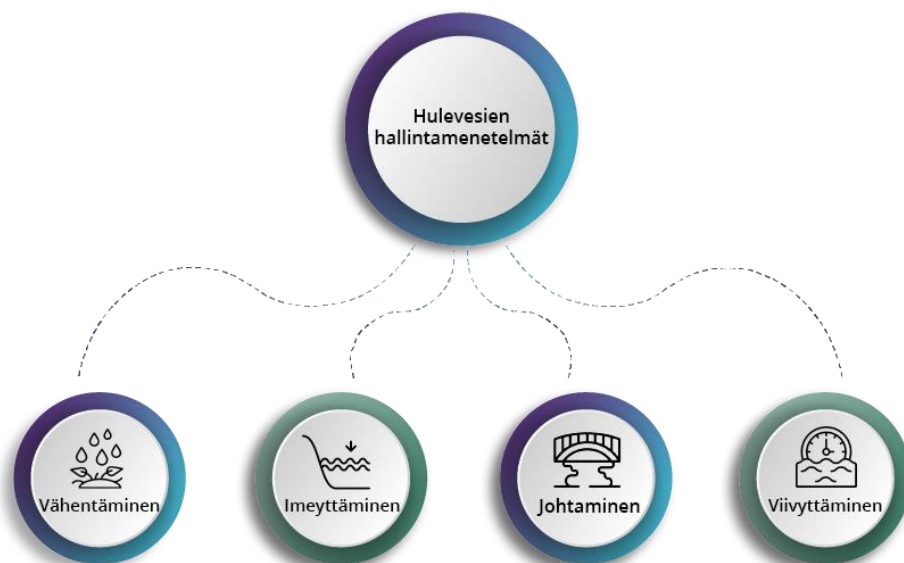 Hulevesien
hallintamenetelmät
Vähentäminen
Imeyttäminen
Johtaminen
Viivyttäminen